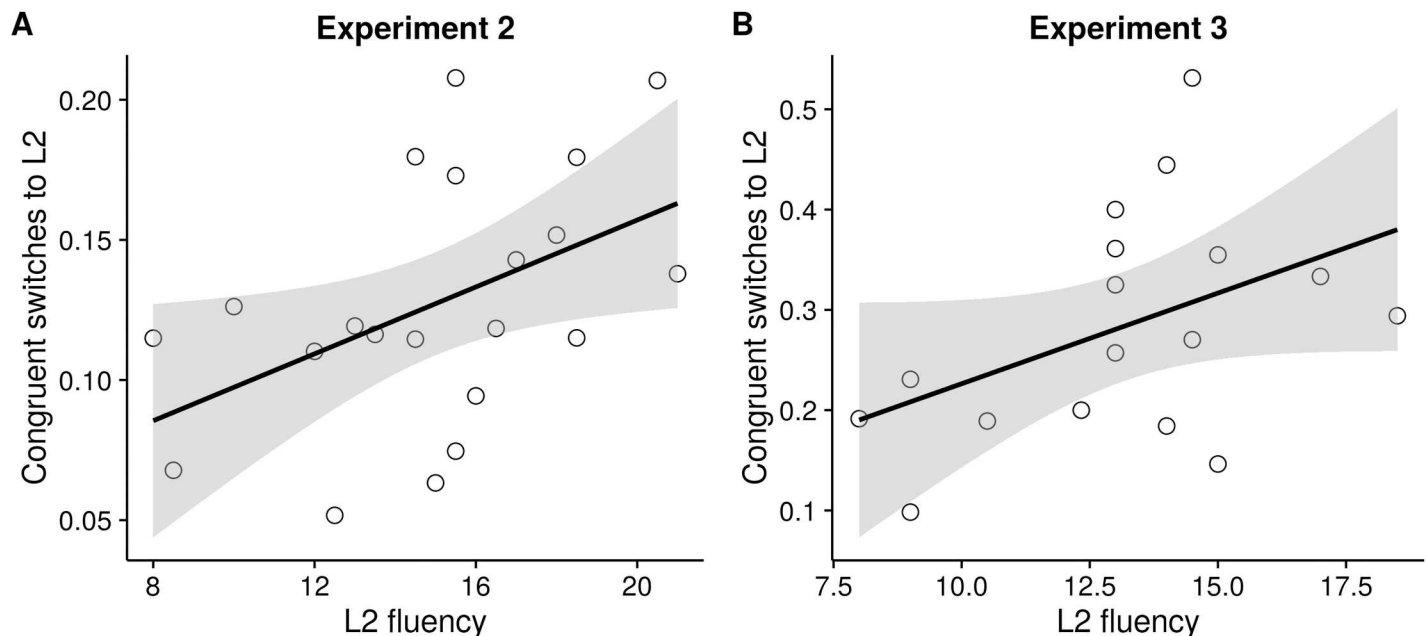 A
Experiment 2
Congruent switches to L2
0.20
0.15
0.10
0.05
8 12 16 20
L2 fluency
B
Experiment 3
Congruent switches to L2
0.5
0.4
0.3
0.2
0.1
7.5 10.0 12.5 15.0 17.5
L2 fluency